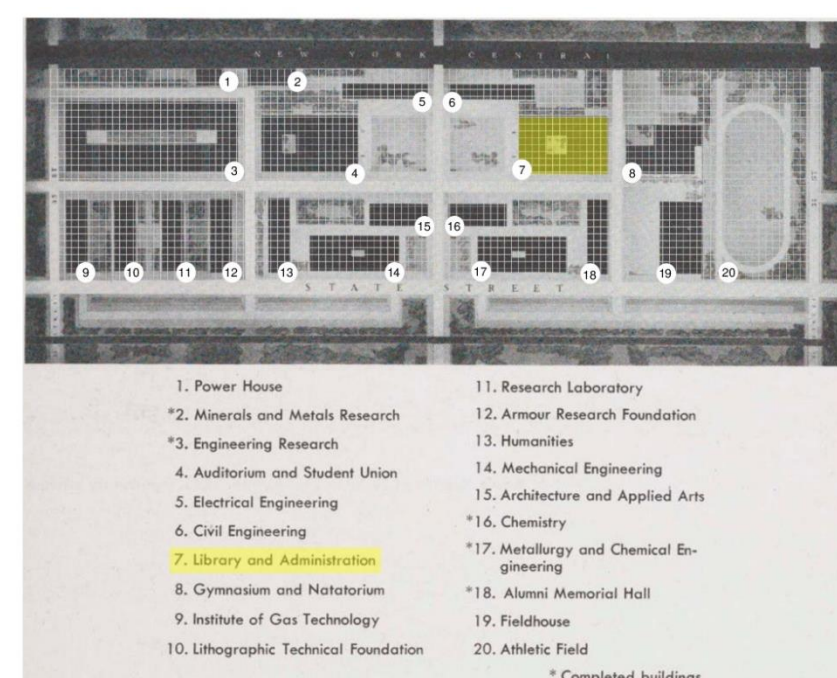 NEW YORK CENTRAL
1
2
5
6
3
4
7
8
ST
ST
51 ST
15
16
9
10
11
12
13
14
17
18
19
20
STATE STREET
1. Power House
*2. Minerals and Metals Research
*3. Engineering Research
4. Auditorium and Student Union
5. Electrical Engineering
6. Civil Engineering
7. Library and Administration
8. Gymnasium and Natatorium
9. Institute of Gas Technology
10. Lithographic Technical Foundation
11. Research Laboratory
12. Armour Research Foundation
13. Humanities
14. Mechanical Engineering
15. Architecture and Applied Arts
*16. Chemistry
*17. Metallurgy and Chemical En-
gineering
*18. Alumni Memorial Hall
19. Fieldhouse
20. Athletic Field
* Completed buildings